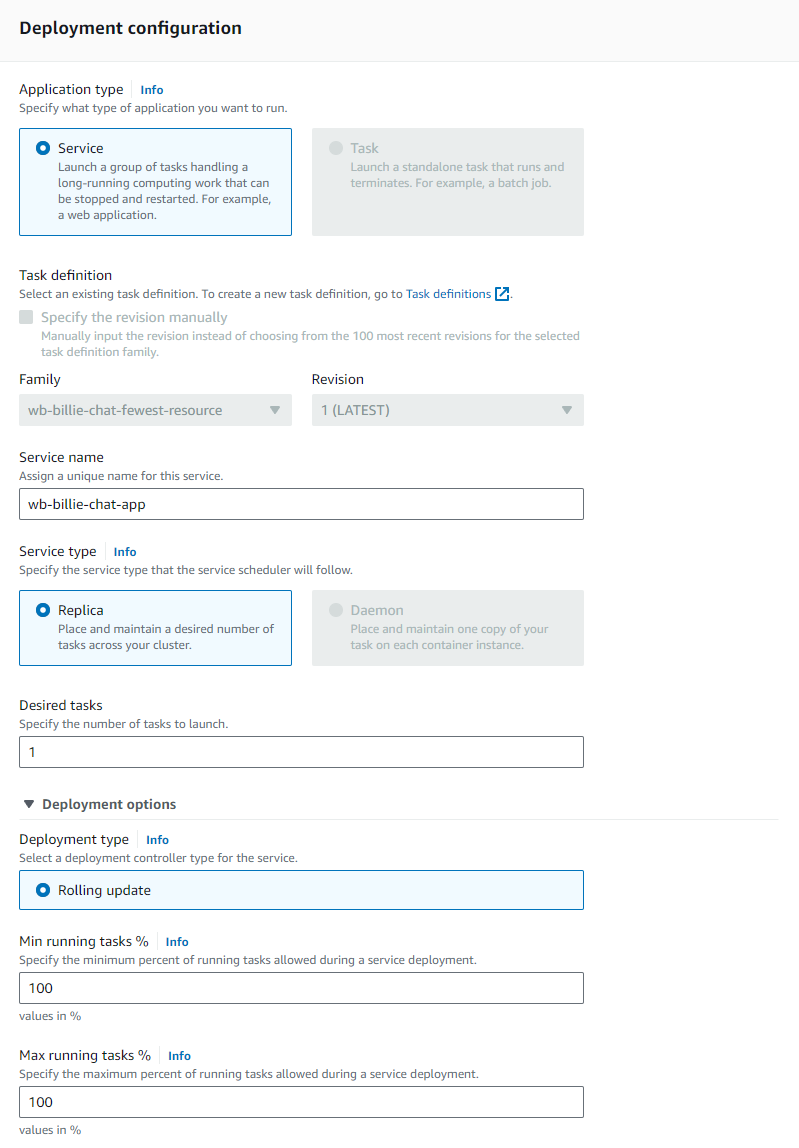 Deployment configuration
Application type Info
Specify what type of application you want to run.
Service
Launch a group of tasks handling a
long-running computing work that can
be stopped and restarted. For example,
a web application.
Task
Launch a standalone task that runs and
terminates. For example, a batch job.
Task definition
Select an existing task definition. To create a new task definition, go to Task definitions .
Specify the revision manually
Manually input the revision instead of choosing from the 100 most recent revisions for the selected
task definition family.
Family
wb-billie-chat-fewest-resource
Revision
1 (LATEST)
Service name
Assign a unique name for this service.
wb-billie-chat-app
Service type Info
Specify the service type that the service scheduler will follow.
Replica
Place and maintain a desired number of
tasks across your cluster.
Daemon
Place and maintain one copy of your
task on each container instance.
Desired tasks
Specify the number of tasks to launch.
1
Deployment options
Deployment type Info
Select a deployment controller type for the service.
Rolling update
Min running tasks % Info
Specify the minimum percent of running tasks allowed during a service deployment.
100
values in %
Max running tasks % Info
Specify the maximum percent of running tasks allowed during a service deployment.
100
values in %